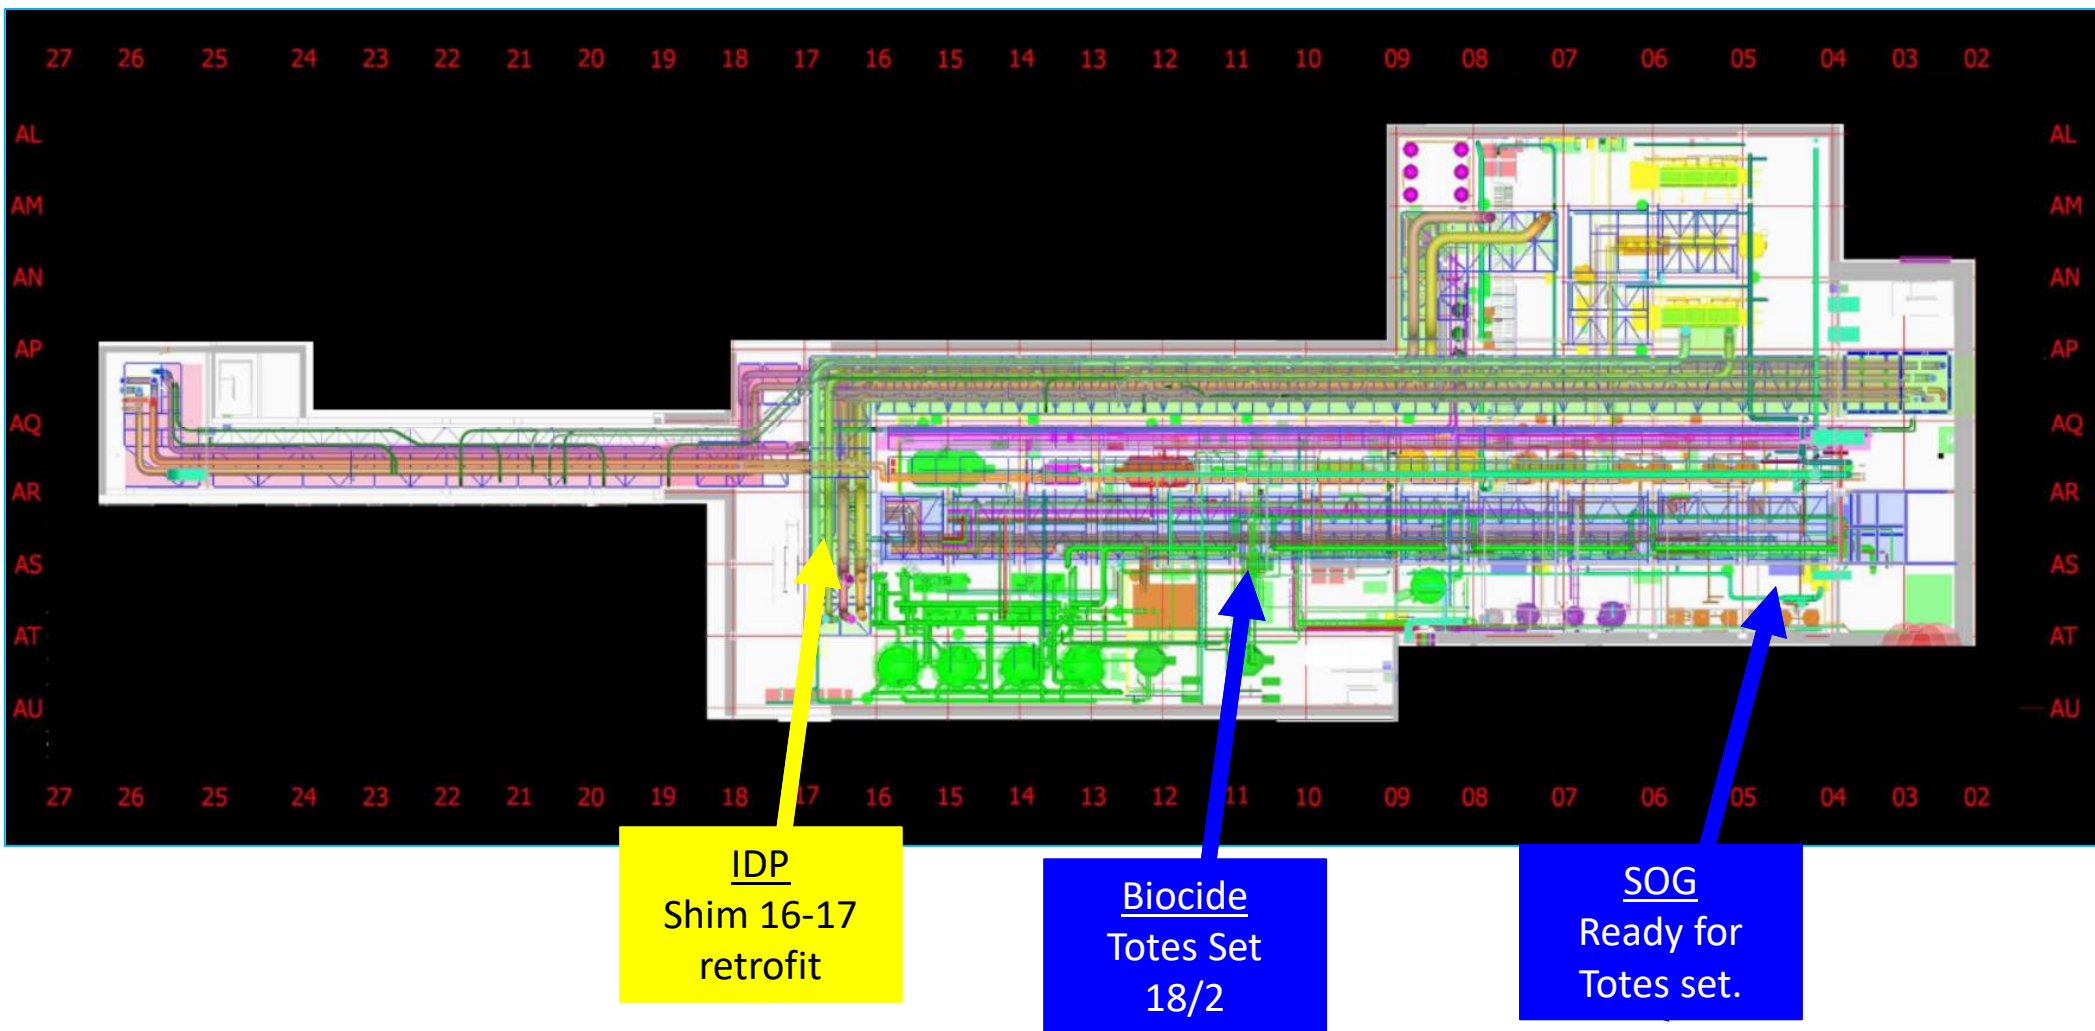 27 26 25 24 23 22 21 20 19 18 17 16 15 14 13 12 11 10 09 08 07 06 05 04 03 02
AL AL
AM AM
AN AN
AP AP
AQ AQ
AR AR
AS AS
AT AT
AU AU
27 26 25 24 23 22 21 20 19 18 17 16 15 14 13 12 11 10 09 08 07 06 05 04 03 02
IDP
Shim 16-17
retrofit
Biocide
Totes Set
18/2
SOG
Ready for
Totes set.